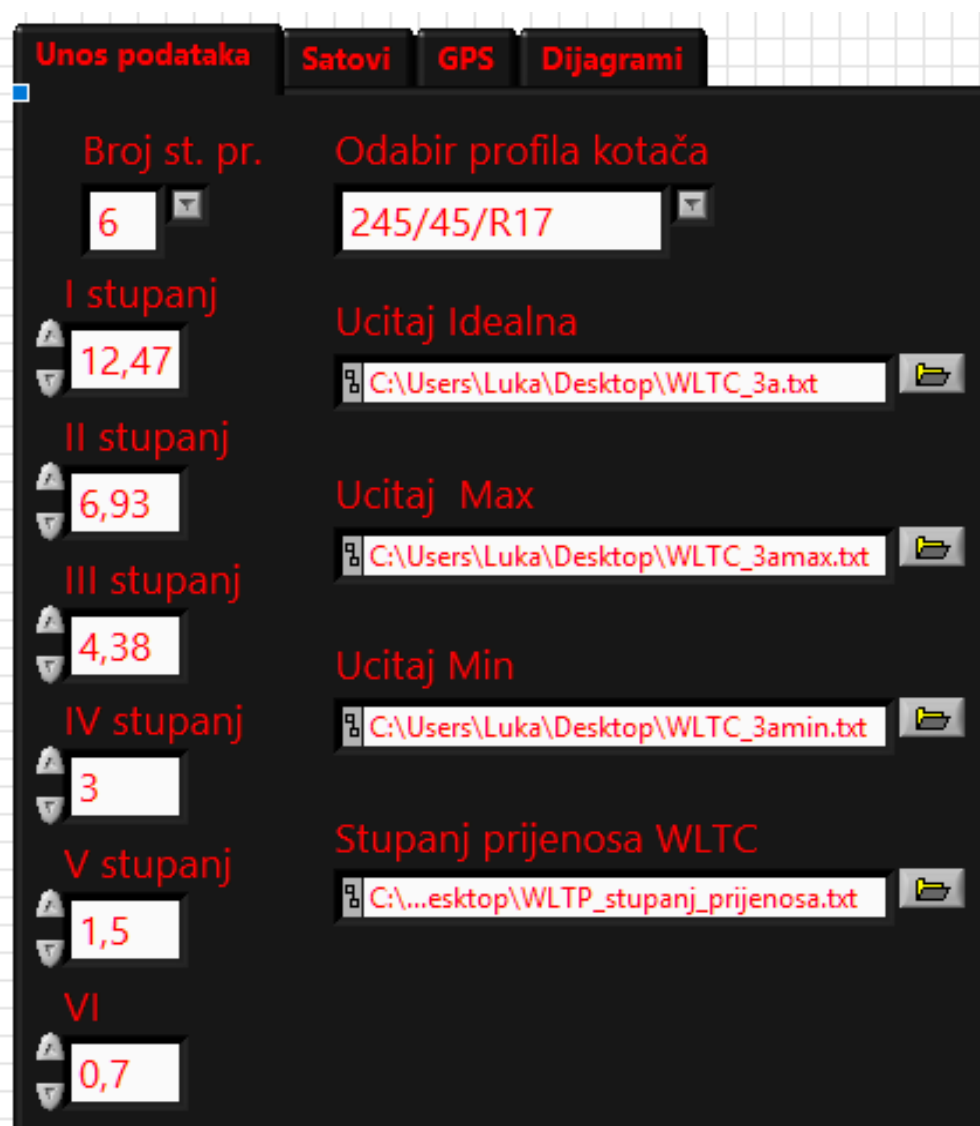 Unos podataka
Satovi
GPS
Dijagrami
Broj st. pr.
6
Odabir profila kotača
245/45/R17
I stupanj
12,47
II stupanj
6,93
III stupanj
4,38
IV stupanj
3
V stupanj
1,5
VI
0,7
Ucitaj Idealna
C:\Users\Luka\Desktop\WLTC_3a.txt
Ucitaj  Max
C:\Users\Luka\Desktop\WLTC_3amax.txt
Ucitaj Min
C:\Users\Luka\Desktop\WLTC_3amin.txt
Stupanj prijenosa WLTC
C:\...esktop\WLTP_stupanj_prijenosa.txt